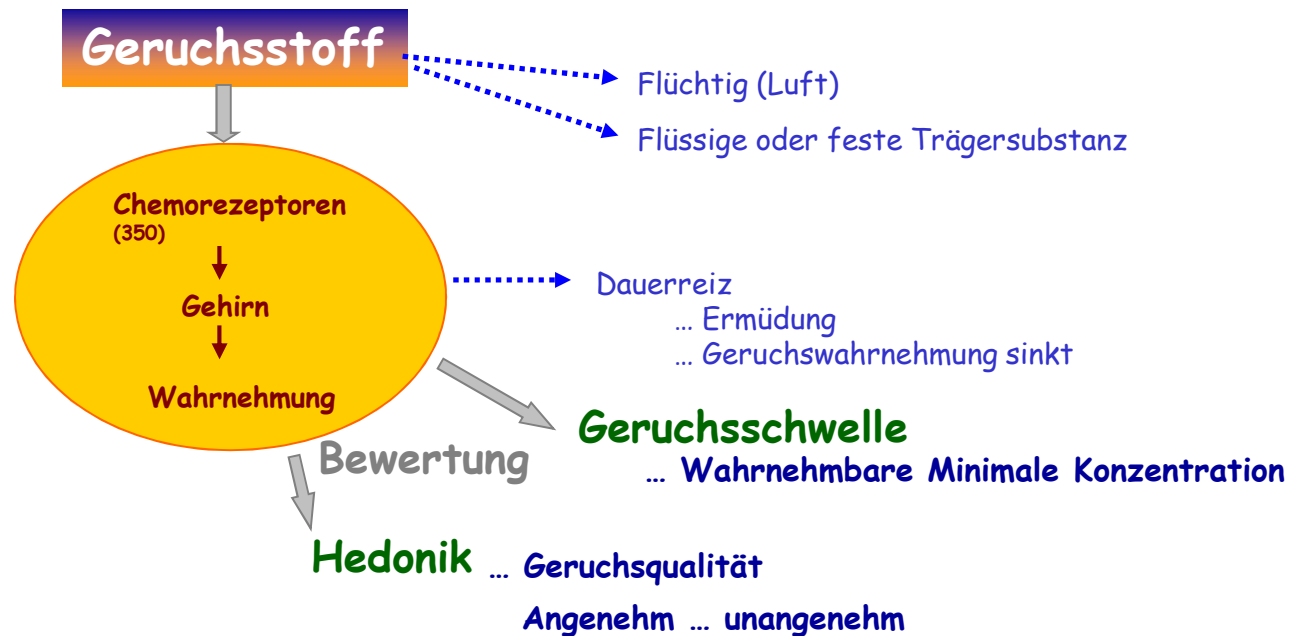 Geruchsstoff
Flüchtig (Luft)
Flüssige oder feste Trägersubstanz
Chemorezeptoren
(350)
Gehirn
Wahrnehmung
Dauerreiz
… Ermüdung
… Geruchswahrnehmung sinkt
Bewertung
Geruchsschwelle
… Wahrnehmbare Minimale Konzentration
Hedonik … Geruchsqualität
Angenehm … unangenehm